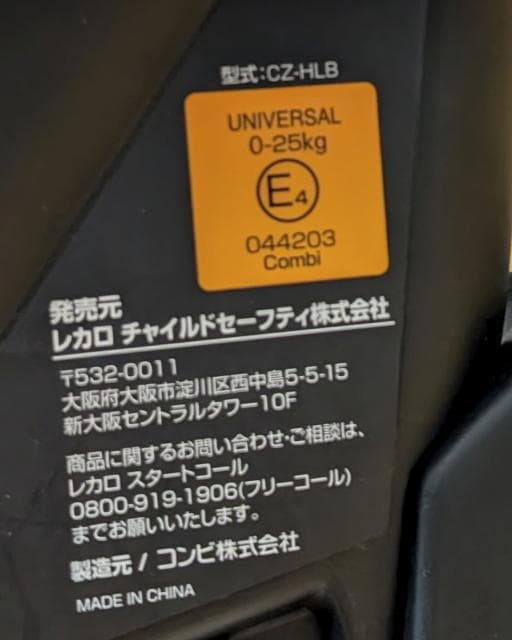 型式:CZ-HLB
UNIVERSAL
0-25kg
E4
044203
Combi
発売元
レカロ チャイルドセーフティ株式会社
〒532-0011
大阪府大阪市淀川区西中島5-5-15
新大阪セントラルタワー10F
商品に関するお問い合わせ・ご相談は、
レカロ スタートコール
0800-919-1906(フリーコール)
までお願いいたします。
製造元 / コンビ株式会社
MADE IN CHINA